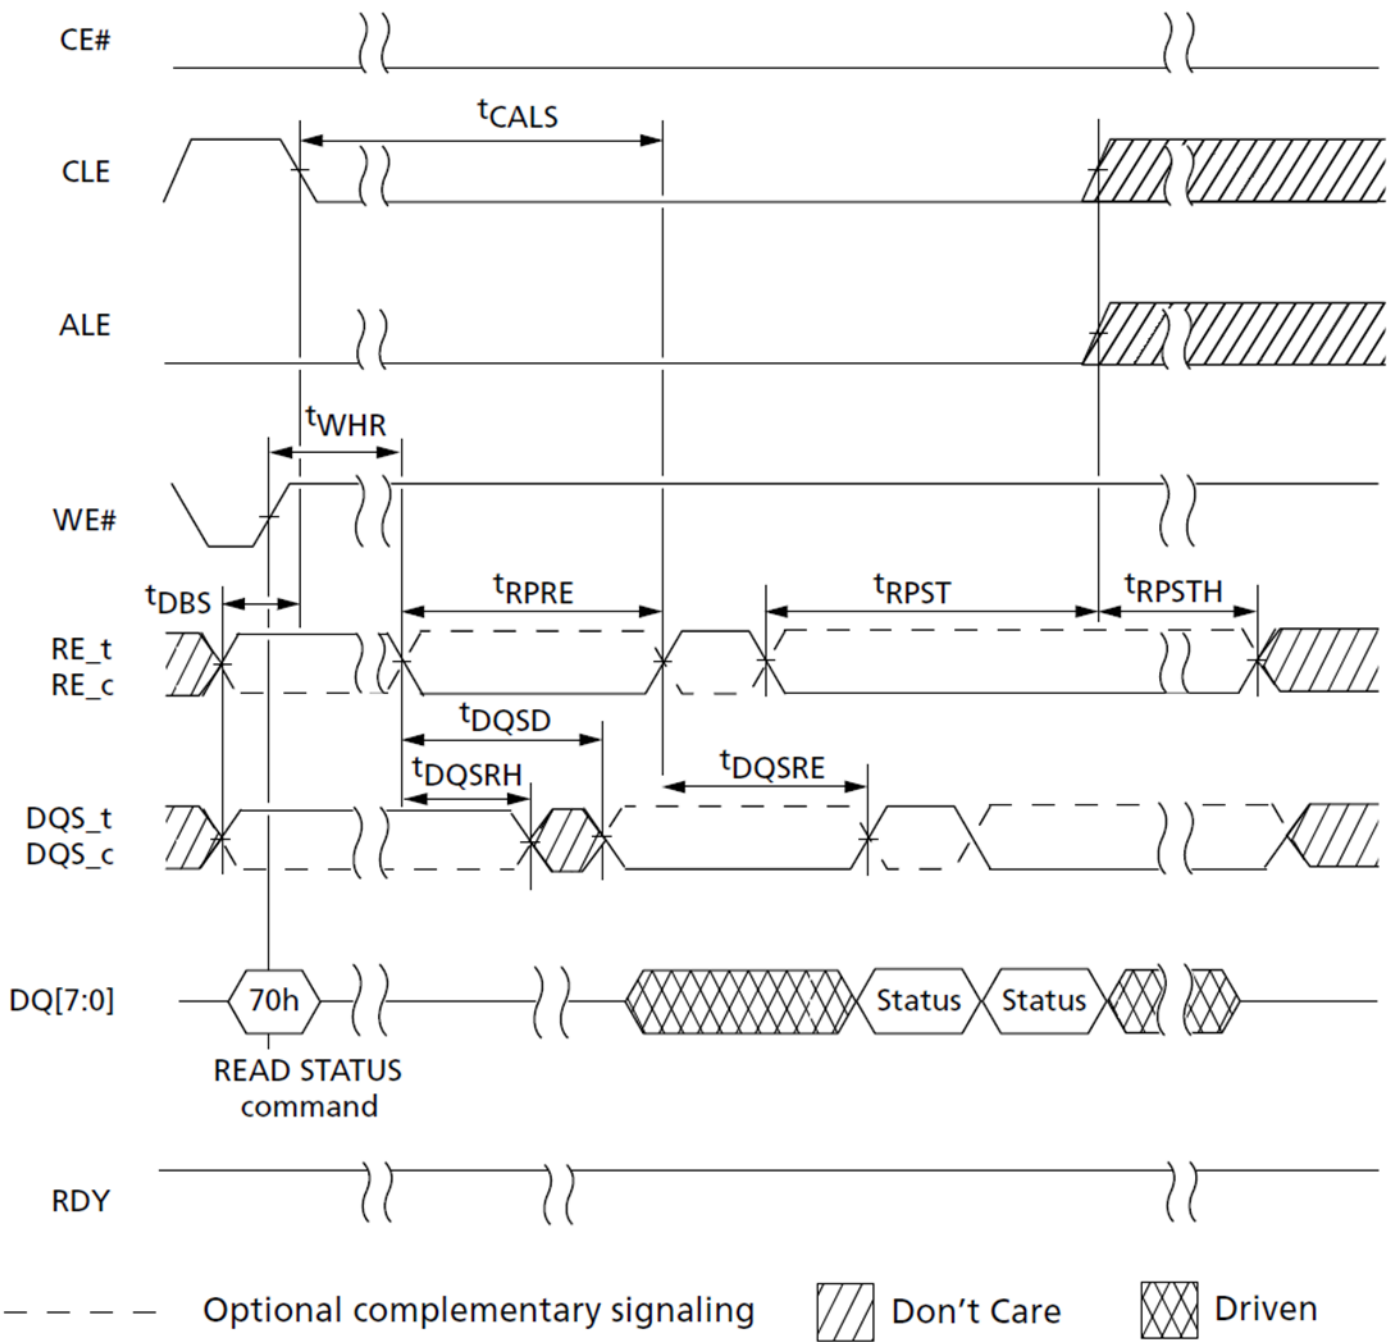 CE#
tCALS
CLE
ALE
tWHR
WE#
tDBS
tRPRE
tRPST
tRPSTH
RE_t
RE_c
tDQSD
tDQSRH
tDQSRE
DQS_t
DQS_c
DQ[7:0]
70h
Status
Status
READ STATUS
command
RDY
Optional complementary signaling
Don't Care
Driven